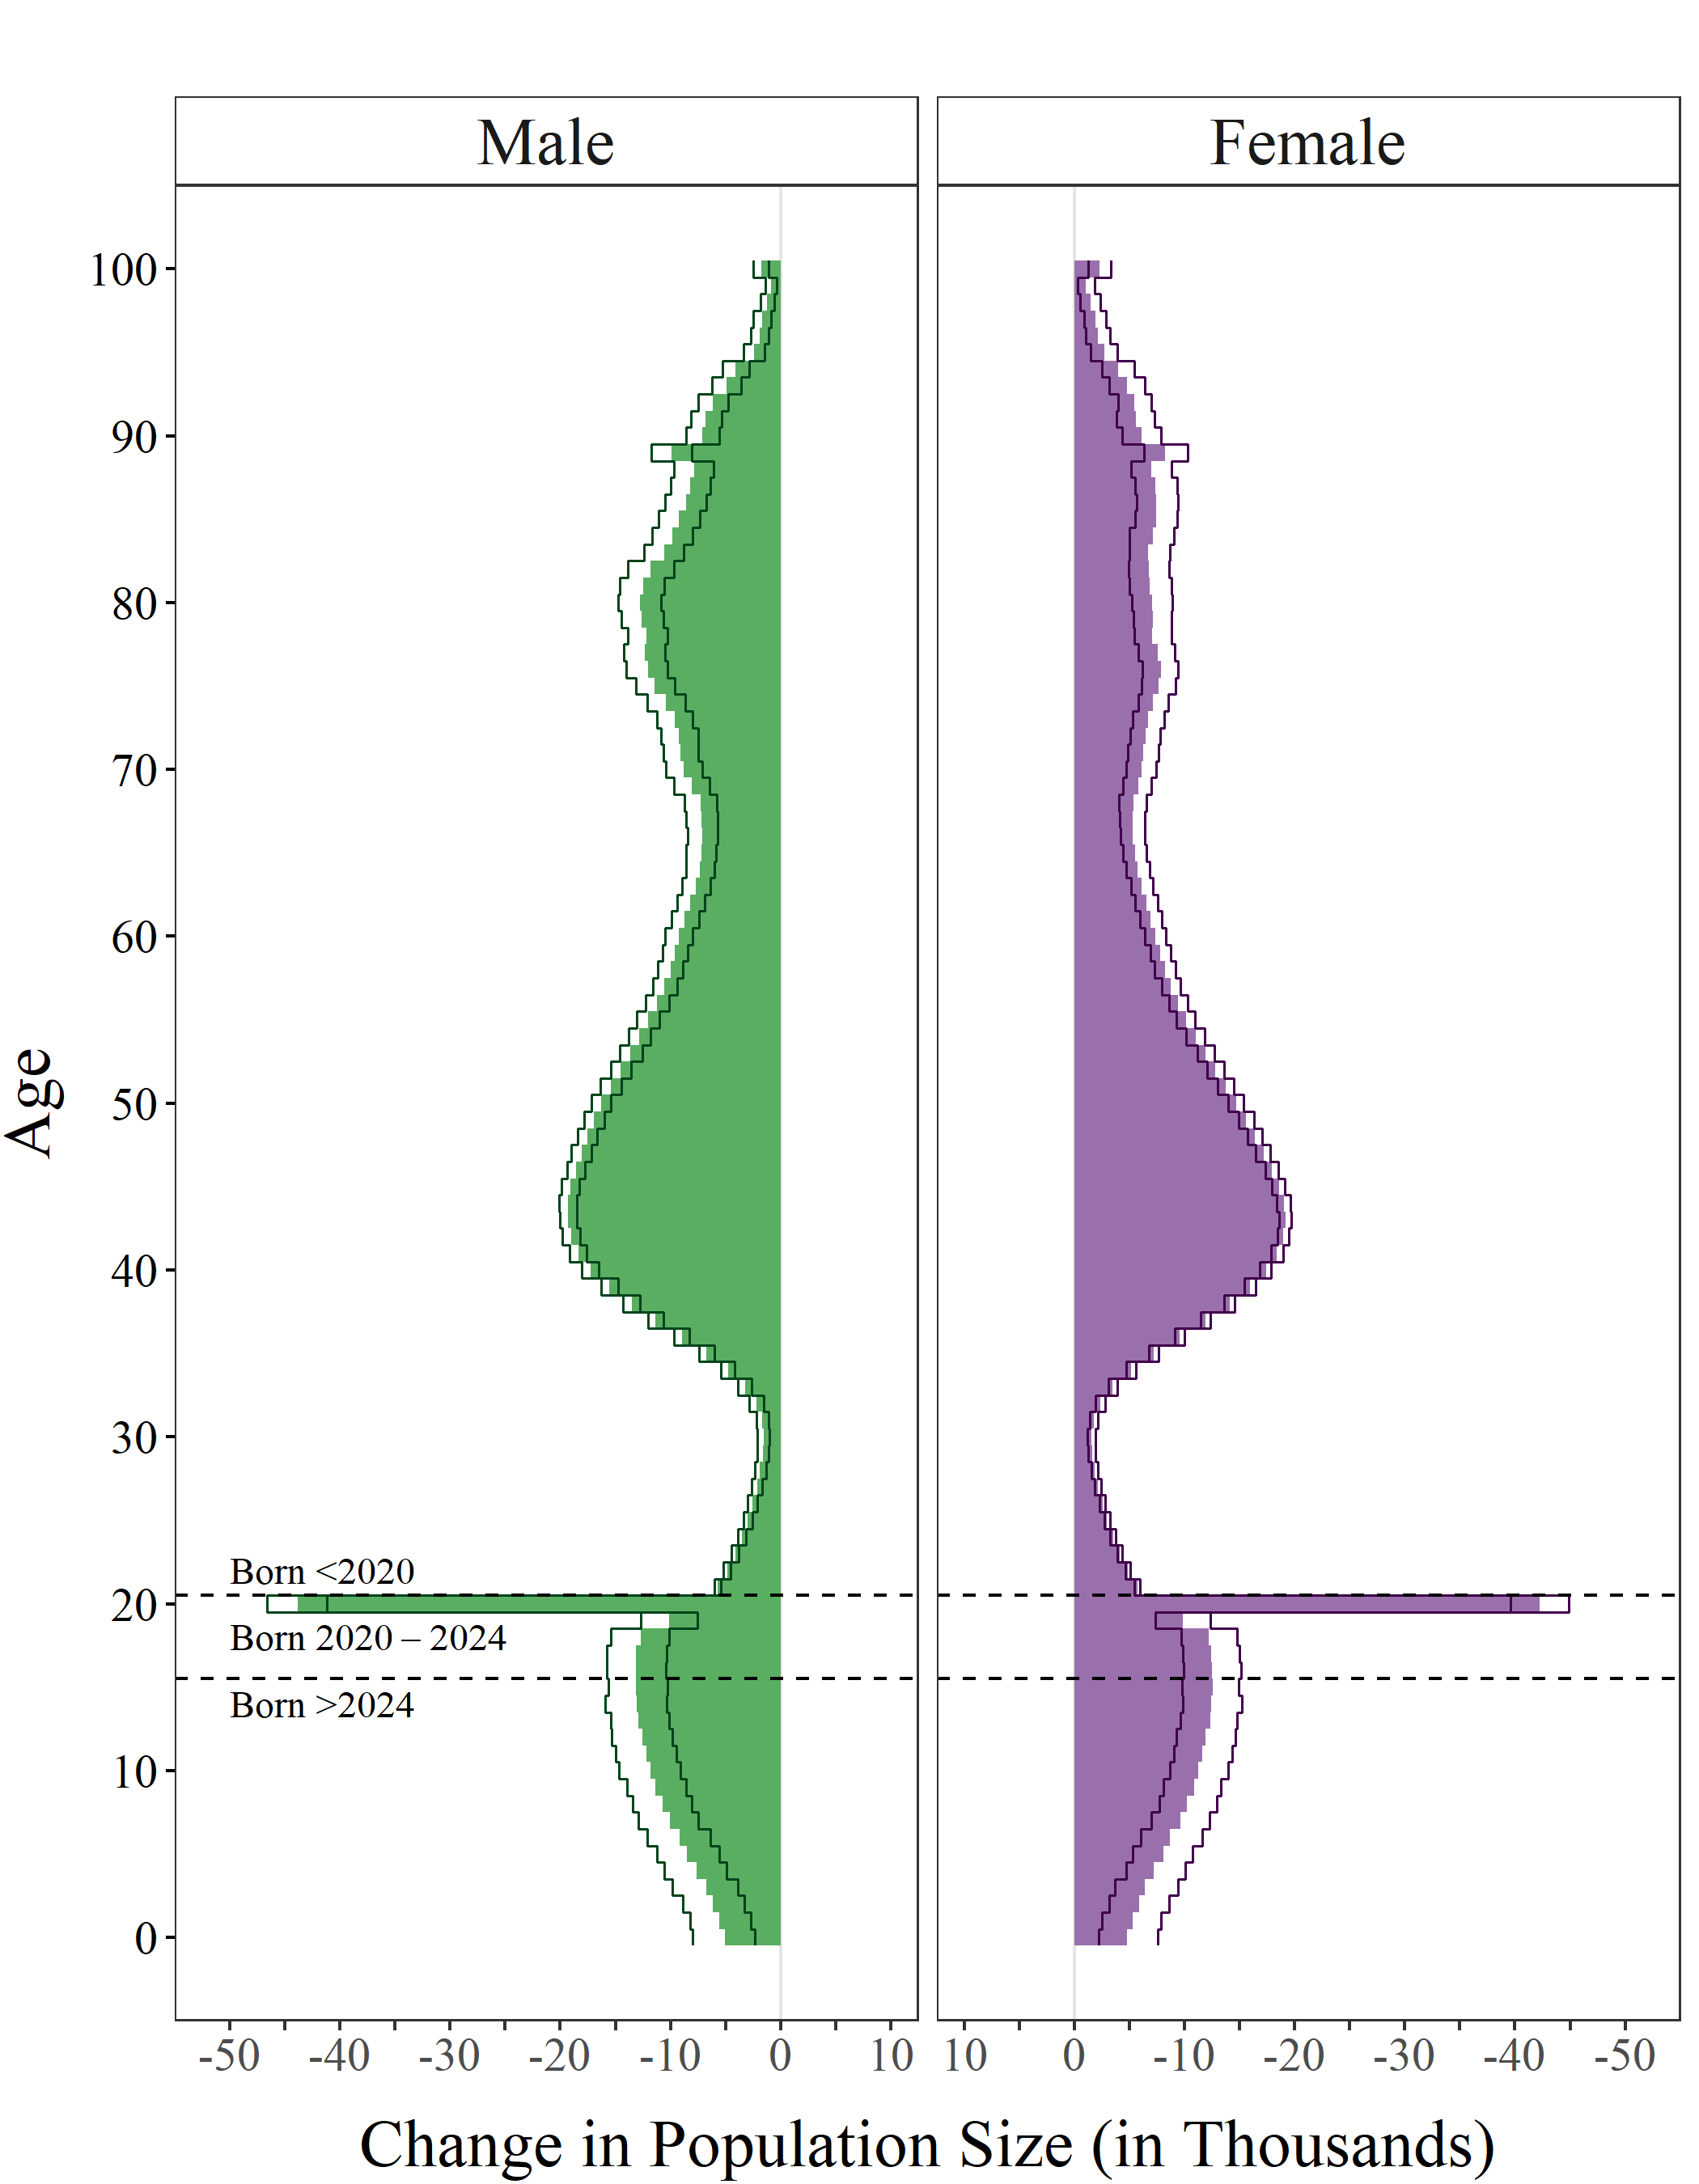 Male Female
100
90
80
70
60
50
40
30
20
10
0
Age
Born <2020
Born 2020 – 2024
Born >2024
-50 -40 -30 -20 -10 0 10 10 0 -10 -20 -30 -40 -50
Change in Population Size (in Thousands)